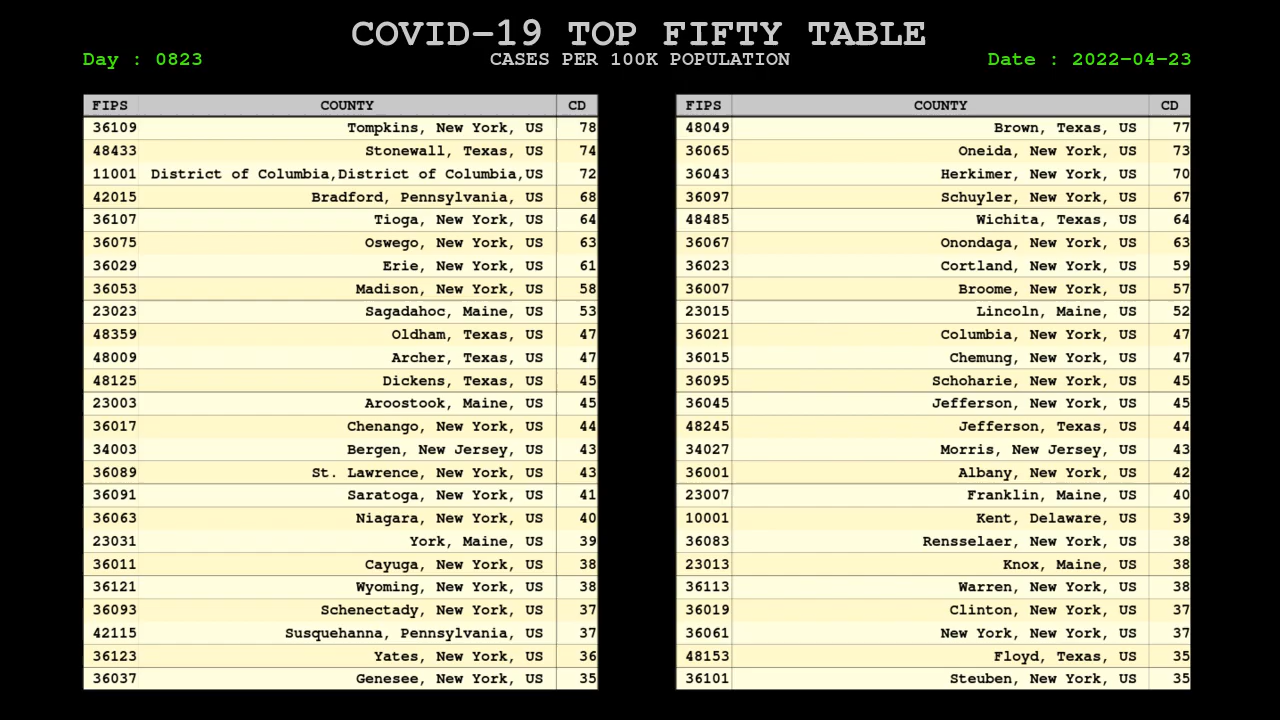 COVID-19 TOP FIFTY TABLE
Day : 0823 CASES PER 100K POPULATION Date : 2022-04-23
FIPS COUNTY CD FIPS COUNTY CD
36109 Tompkins, New York, US 78 48049 Brown, Texas, US 77
48433 Stonewall, Texas, US 74 36065 Oneida, New York, US 73
11001 District of Columbia,District of Columbia,US 72 36043 Herkimer, New York, US 70
42015 Bradford, Pennsylvania, US 68 36097 Schuyler, New York, US 67
36107 Tioga, New York, US 64 48485 Wichita, Texas, US 64
36075 Oswego, New York, US 63 36067 Onondaga, New York, US 63
36029 Erie, New York, US 61 36023 Cortland, New York, US 59
36053 Madison, New York, US 58 36007 Broome, New York, US 57
23023 Sagadahoc, Maine, US 53 23015 Lincoln, Maine, US 52
48359 Oldham, Texas, US 47 36021 Columbia, New York, US 47
48009 Archer, Texas, US 47 36015 Chemung, New York, US 47
48125 Dickens, Texas, US 45 36095 Schoharie, New York, US 45
23003 Aroostook, Maine, US 45 36045 Jefferson, New York, US 45
36017 Chenango, New York, US 44 48245 Jefferson, Texas, US 44
34003 Bergen, New Jersey, US 43 34027 Morris, New Jersey, US 43
36089 St. Lawrence, New York, US 43 36001 Albany, New York, US 42
36091 Saratoga, New York, US 41 23007 Franklin, Maine, US 40
36063 Niagara, New York, US 40 10001 Kent, Delaware, US 39
23031 York, Maine, US 39 36083 Rensselaer, New York, US 38
36011 Cayuga, New York, US 38 23013 Knox, Maine, US 38
36121 Wyoming, New York, US 38 36113 Warren, New York, US 38
36093 Schenectady, New York, US 37 36019 Clinton, New York, US 37
42115 Susquehanna, Pennsylvania, US 37 36061 New York, New York, US 37
36123 Yates, New York, US 36 48153 Floyd, Texas, US 35
36037 Genesee, New York, US 35 36101 Steuben, New York, US 35